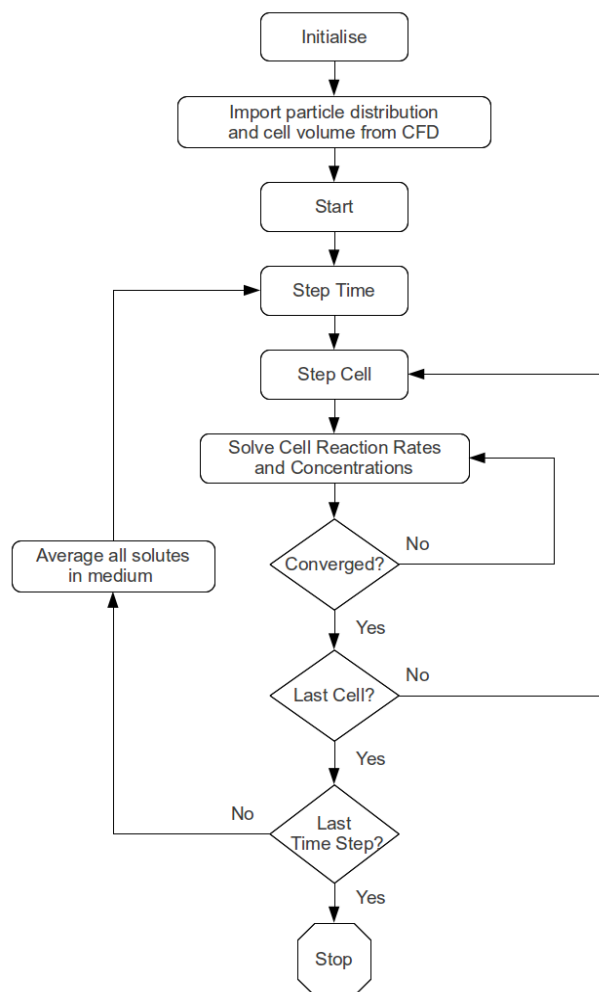 Initialise
Import particle distribution
and cell volume from CFD
Start
Step Time
Step Cell
Solve Cell Reaction Rates
and Concentrations
Average all solutes
in medium
Converged?
No
Yes
Last Cell?
No
Yes
Last
Time Step?
No
Yes
Stop